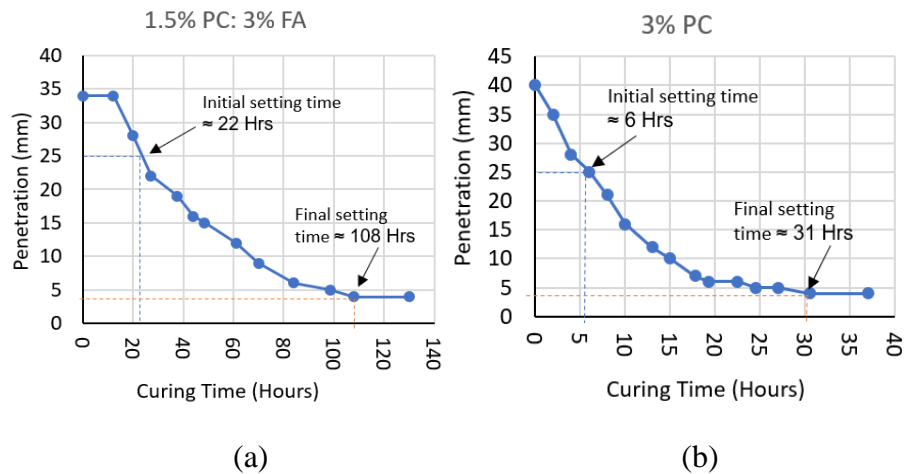 1.5% PC: 3% FA
Penetration (mm)
40
35
30
25
20
15
10
5
0
Initial setting time
≈ 22 Hrs
Final setting
time ≈ 108 Hrs
0
20
40
60
80
100
120
140
Curing Time (Hours)
(a)
3% PC
Penetration (mm)
45
40
35
30
25
20
15
10
5
0
Initial setting time
≈ 6 Hrs
Final setting
time ≈ 31 Hrs
0
5
10
15
20
25
30
35
40
Curing Time (Hours)
(b)